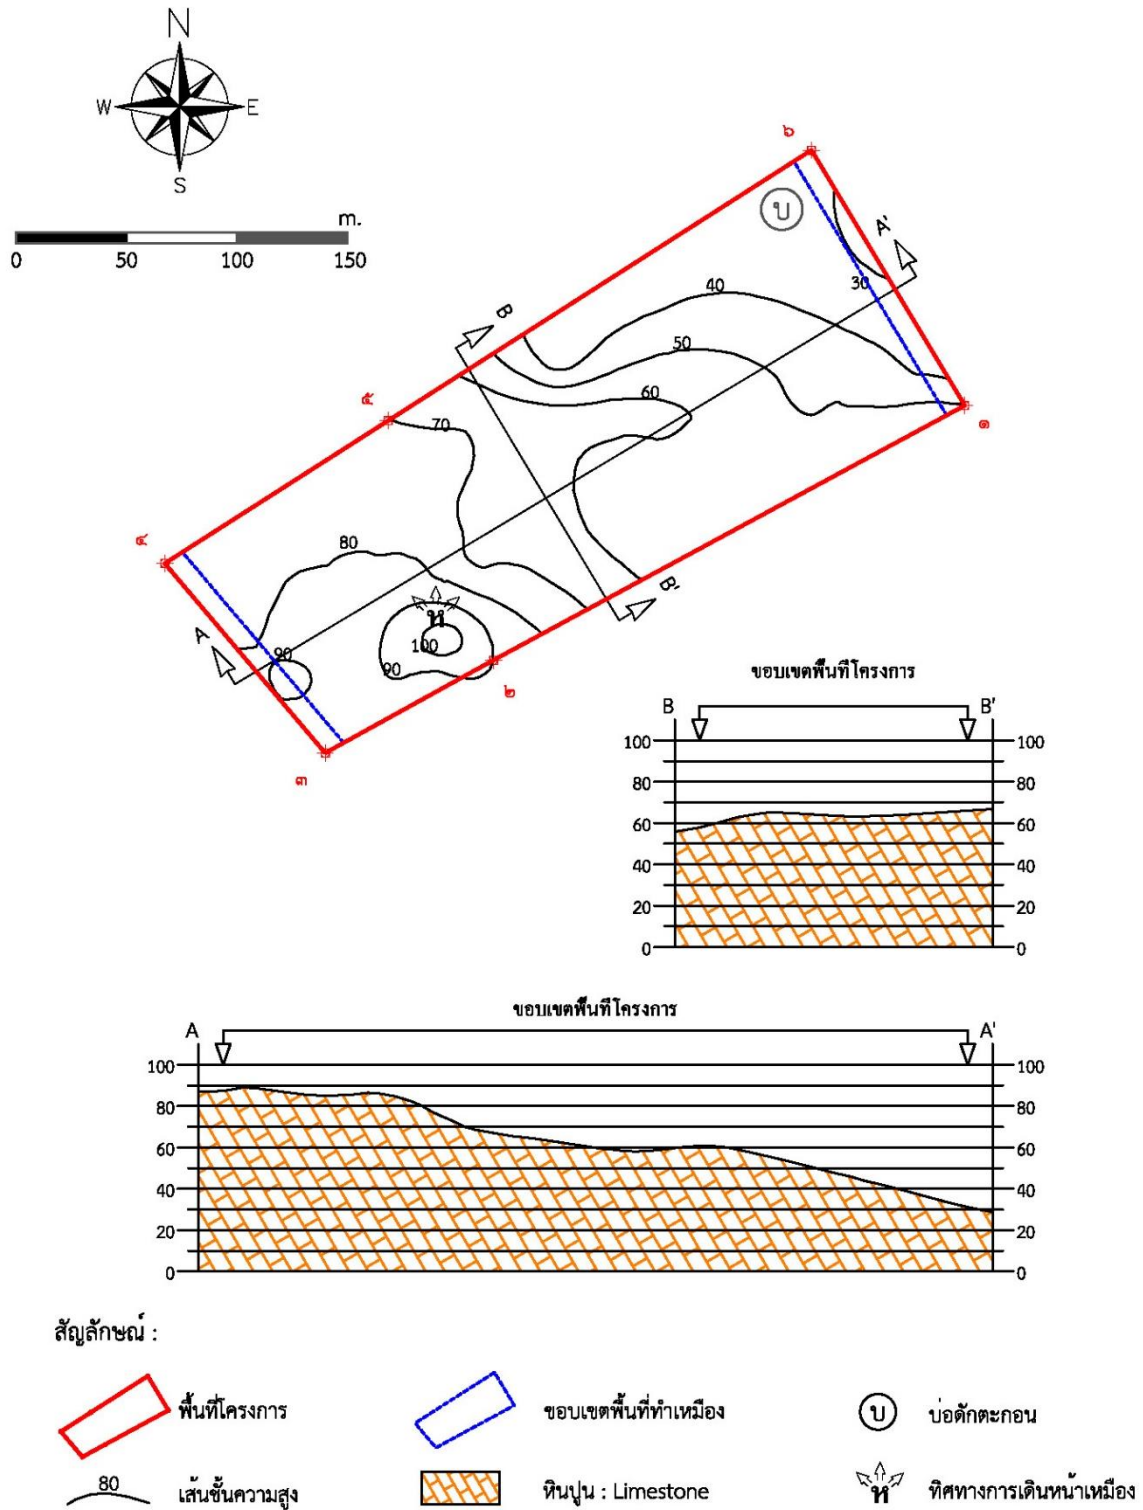 N
W E
S
m.
0 50 100 150
๖
บ
A'
30
40
B
50
60
๕
70
๑
๔
80
ห
B'
A
90
100
90
๒
๓
ขอบเขตพื้นที่โครงการ
B B'
100 100
80 80
60 60
40 40
20 20
0 0
ขอบเขตพื้นที่โครงการ
A A'
100 100
80 80
60 60
40 40
20 20
0 0
สัญลักษณ์ :
พื้นที่โครงการ ขอบเขตพื้นที่ทำเหมือง บ บ่อดักตะกอน
80 เส้นชั้นความสูง หินปูน : Limestone ห ทิศทางการเดินหน้าเหมือง